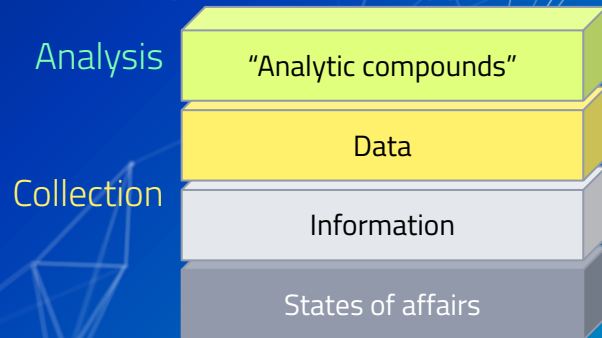 Analysis
“Analytic compounds”
Data
Collection
Information
States of affairs